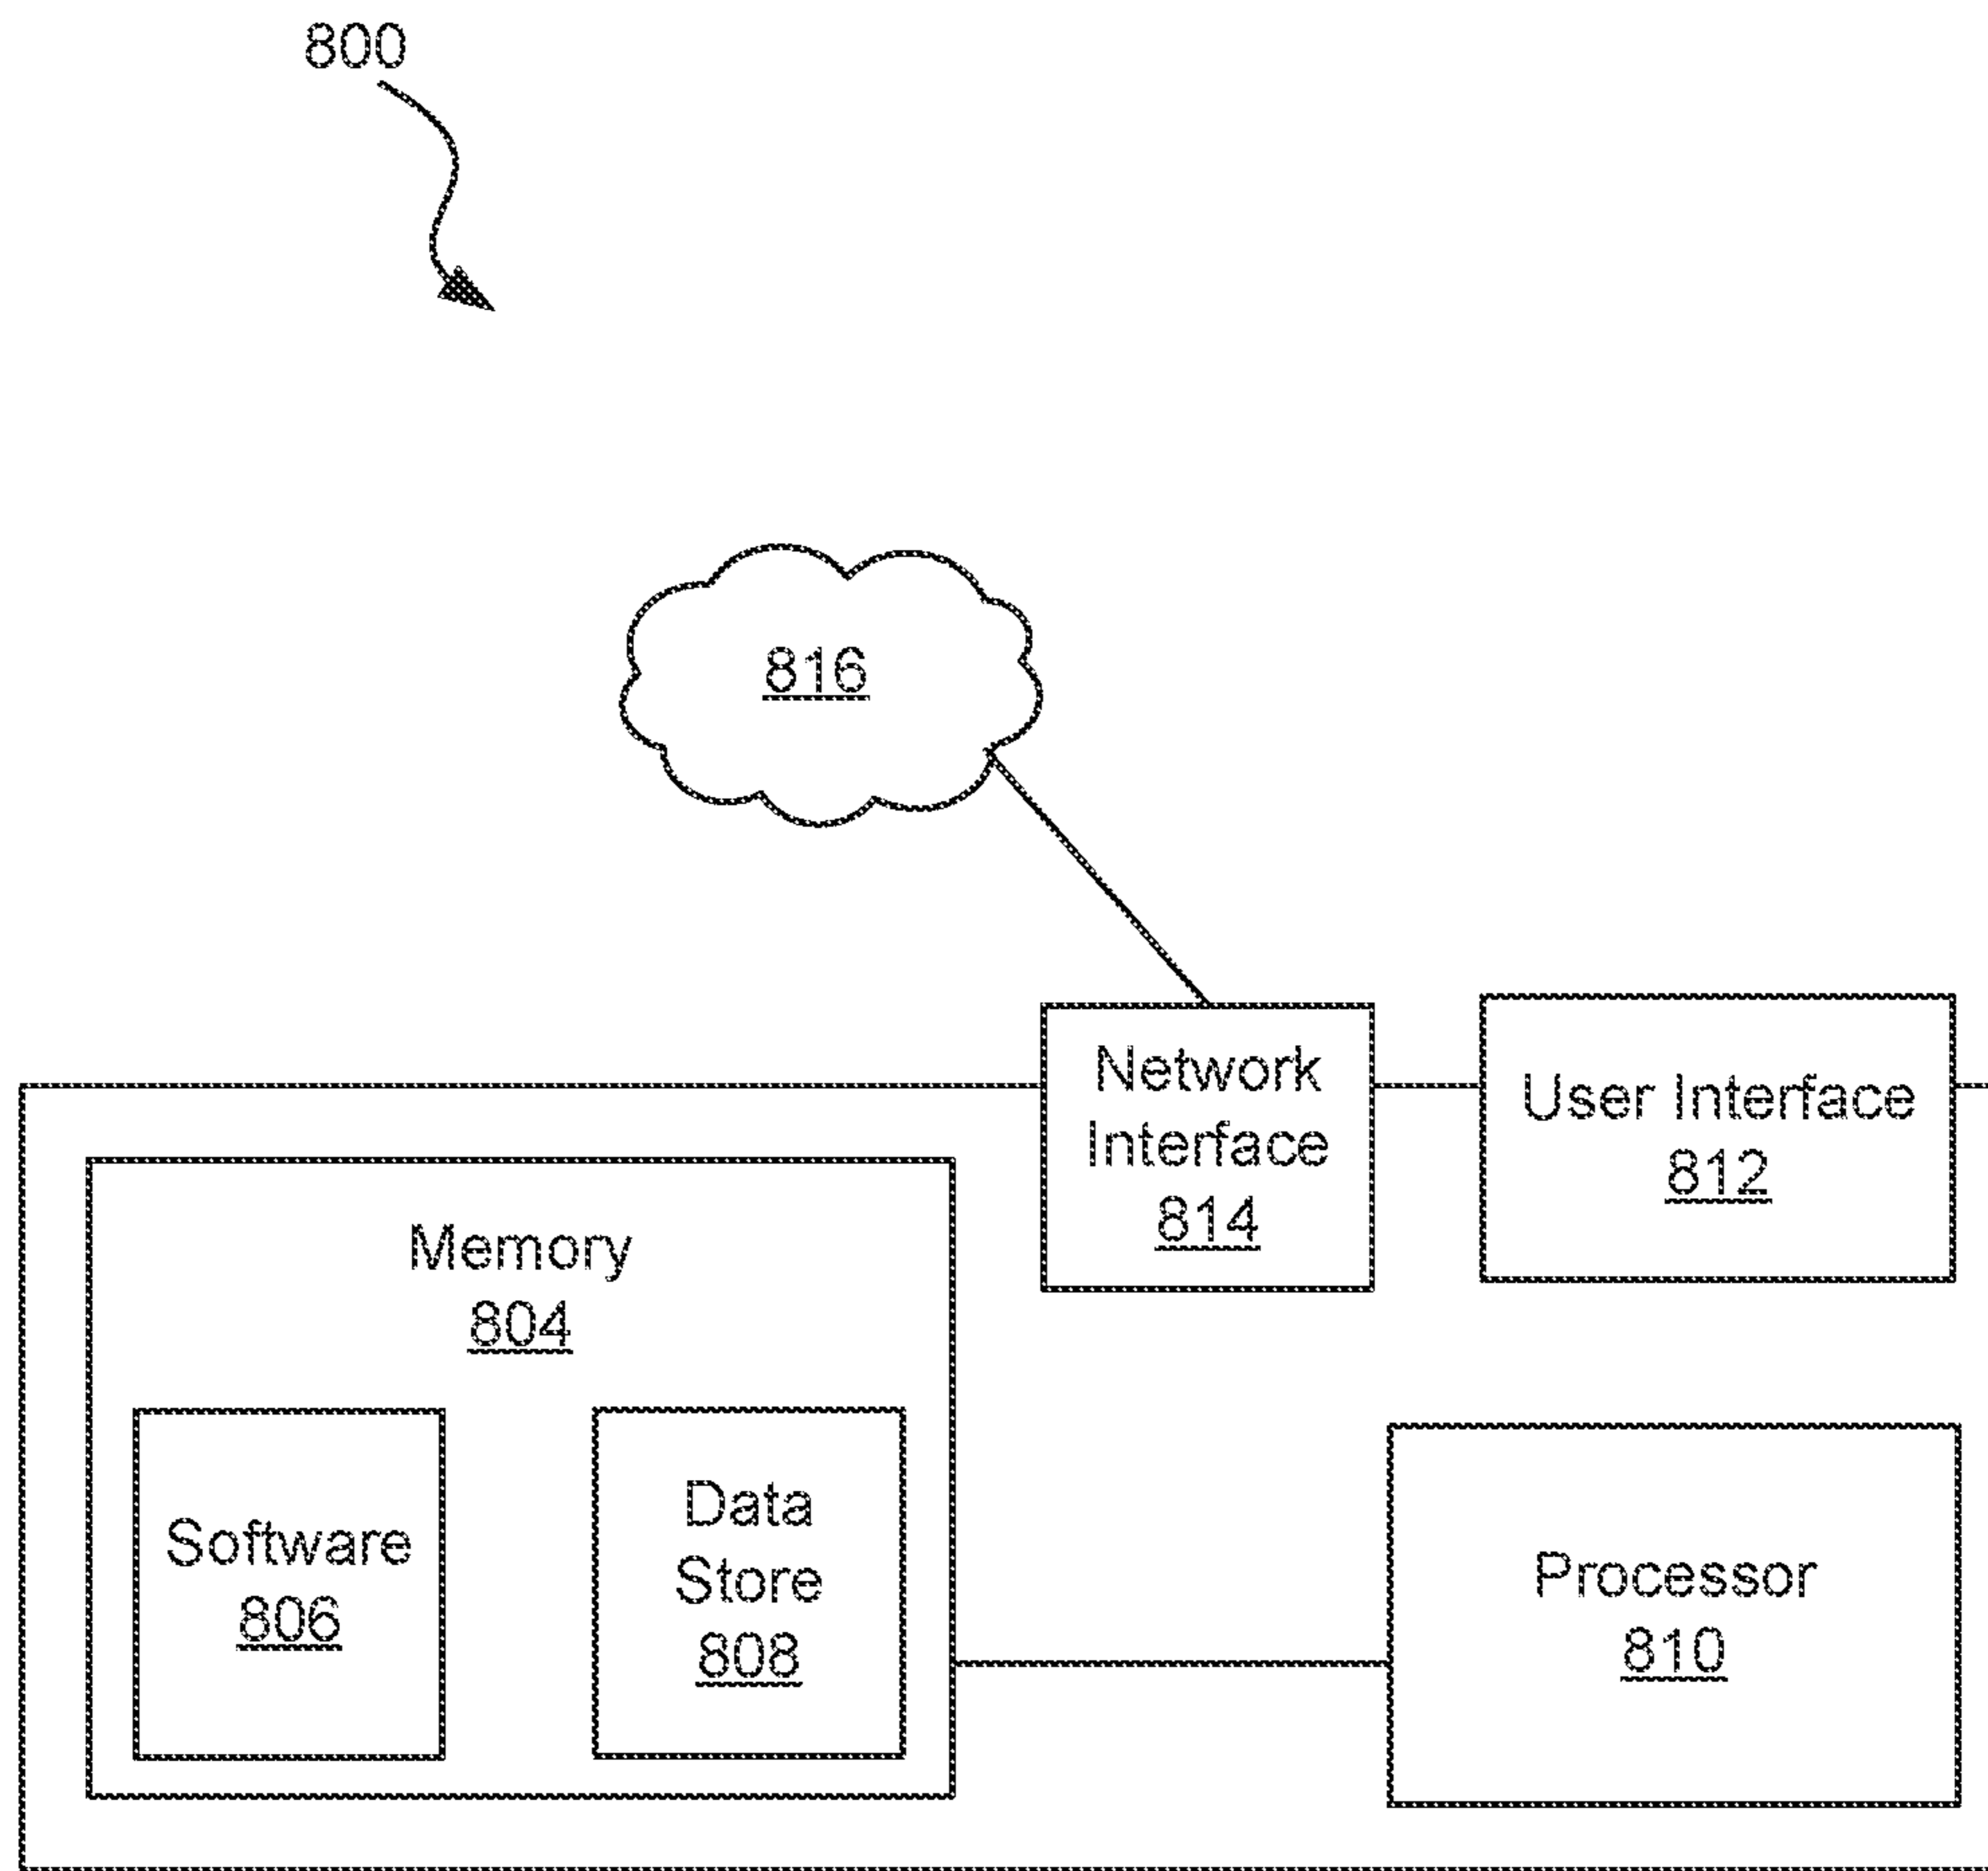 800
816
Network
Interface
814
User Interface
812
Memory
804
Software
806
Data
Store
808
Processor
810